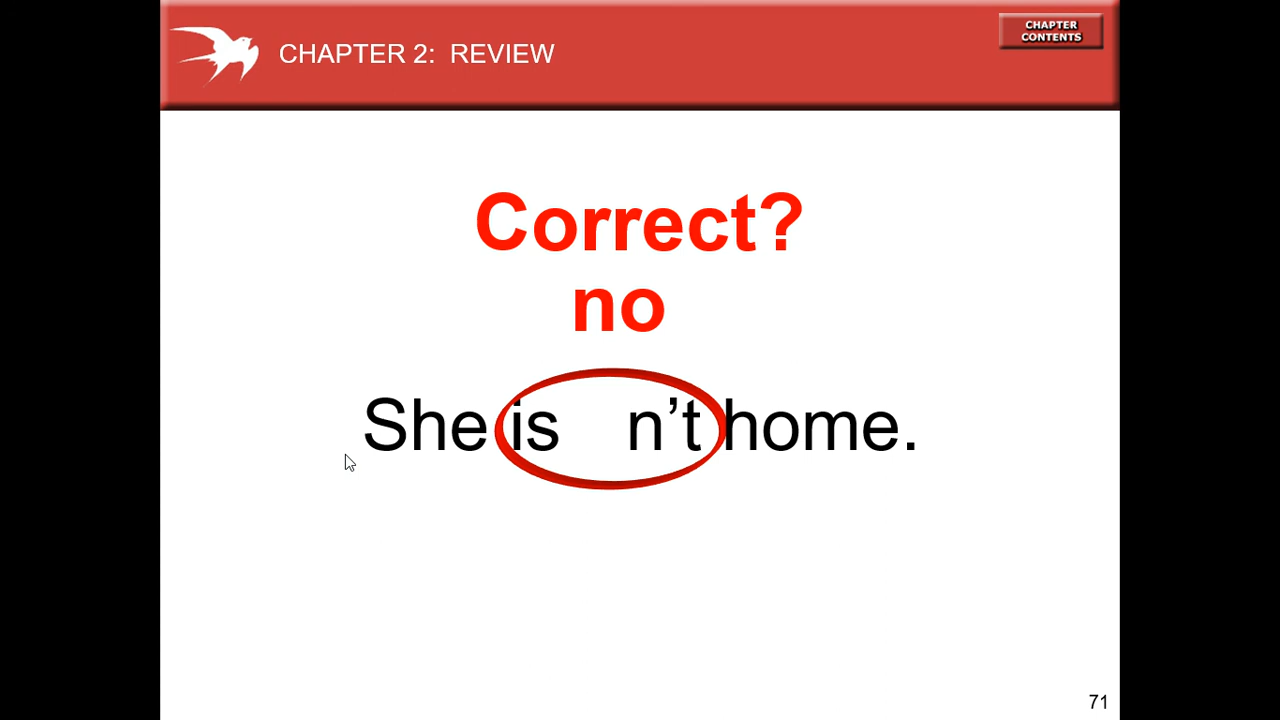 CHAPTER 2: REVIEW
CHAPTER
CONTENTS
Correct?
no
She is n’t home.
71